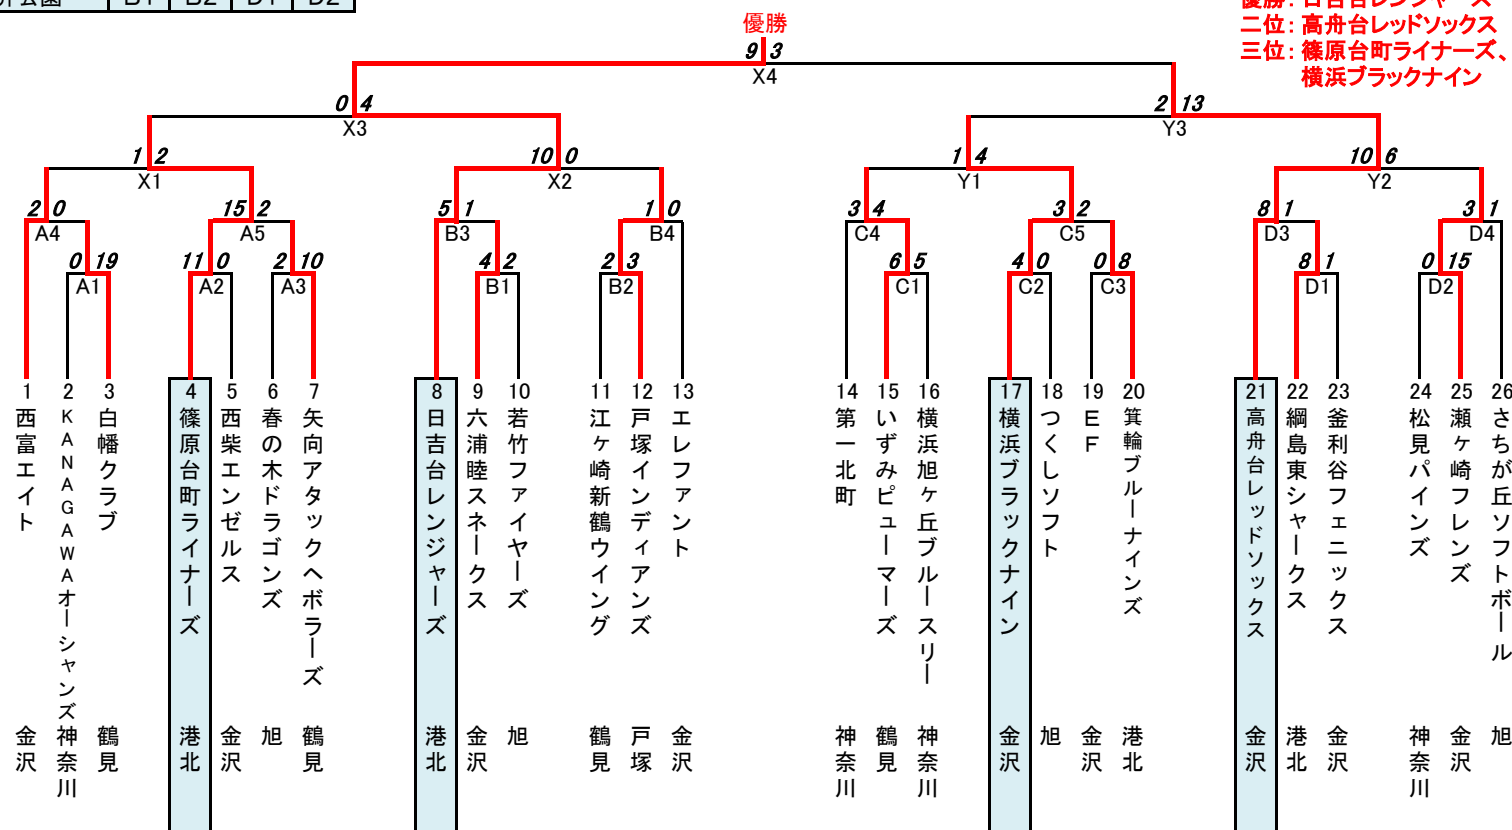 B1 B2 D1 D2
優勝
優勝：日吉台レンジャーズ
二位：高舟台レッドソックス
三位：篠原台町ライナーズ、
横浜ブラックナイン
9 3
X4
0 4
X3
2 13
Y3
1 2
X1
10 0
X2
1 4
Y1
10 6
Y2
2 0
A4
15 2
A5
5 1
B3
1 0
B4
3 4
C4
3 2
C5
8 1
D3
3 1
D4
0 19
A1
11 0
A2
2 10
A3
4 2
B1
2 3
B2
6 5
C1
4 0
C2
0 8
C3
8 1
D1
0 15
D2
1 西富エイト 金沢
2 KANAGAWAオーシャンズ 神奈川
3 白幡クラブ 鶴見
4 篠原台町ライナーズ 港北
5 西柴エンゼルス 金沢
6 春の木ドラゴンズ 旭
7 矢向アタックヘボラーズ 鶴見
8 日吉台レンジャーズ 港北
9 六浦睦スネークス 金沢
10 若竹ファイヤーズ 旭
11 江ヶ崎新鶴ウイング 鶴見
12 戸塚インディアンズ 戸塚
13 エレファント 金沢
14 第一北町 神奈川
15 いずみピューマーズ 鶴見
16 横浜旭ヶ丘ブルースリー 神奈川
17 横浜ブラックナイン 金沢
18 つくしソフト 旭
19 EF 金沢
20 箕輪ブルーナインズ 港北
21 高舟台レッドソックス 金沢
22 綱島東シャークス 港北
23 釜利谷フェニックス 金沢
24 松見パインズ 神奈川
25 瀬ヶ崎フレンズ 金沢
26 さちが丘ソフトボール 旭